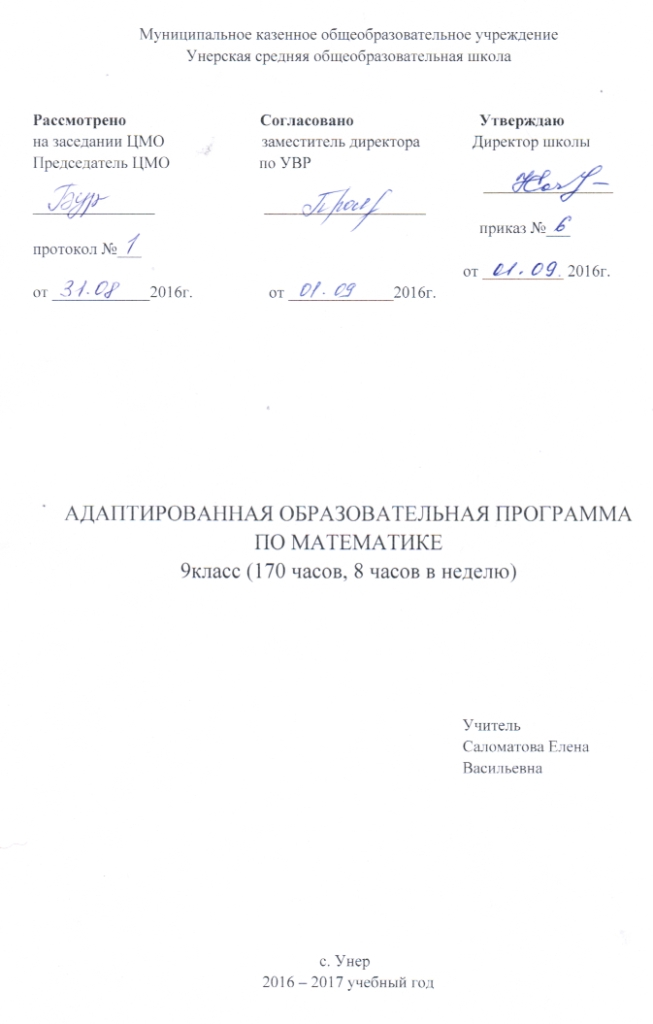 Муниципальное казенное общеобразовательное учреждение
Унерская средняя общеобразовательная школа
Рассмотрено
на заседании ЦМО
Председатель ЦМО
протокол № 1
от 31.08 2016г.
Согласовано
заместитель директора
по УВР
от 01.09 2016г.
Утверждаю
Директор школы
приказ № 6
от 01.09. 2016г.
АДАПТИРОВАННАЯ ОБРАЗОВАТЕЛЬНАЯ ПРОГРАММА
ПО МАТЕМАТИКЕ
9класс (170 часов, 8 часов в неделю)
Учитель
Саломатова Елена
Васильевна
с. Унер
2016 – 2017 учебный год